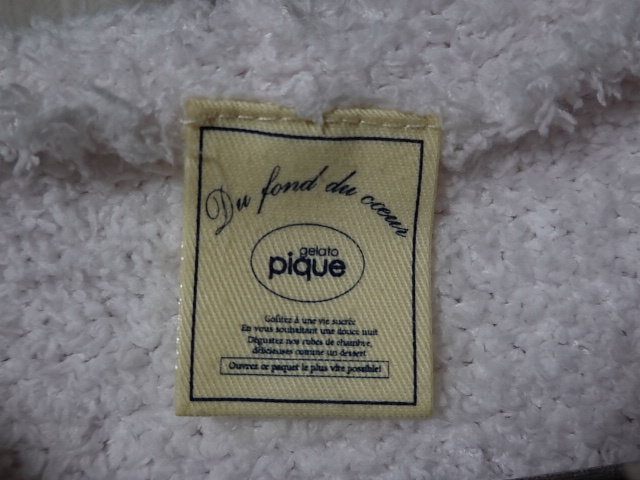 Du fond du cœur
gelato
pique
Goûtez à une vie sucrée
En vous souhaitant une douce nuit
Dégustez nos robes de chambre,
délicieuses comme un dessert
Ouvrez ce paquet le plus vite possible!